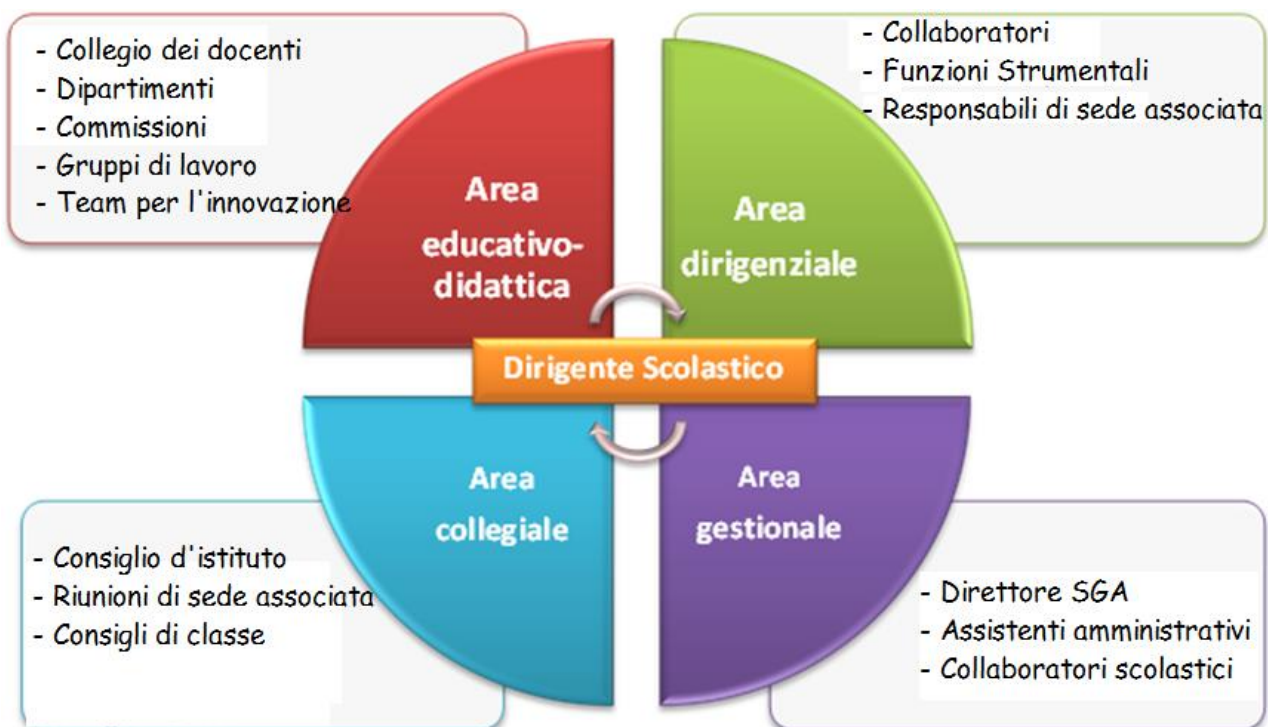 - Collegio dei docenti
- Dipartimenti
- Commissioni
- Gruppi di lavoro
- Team per l'innovazione
- Collaboratori
- Funzioni Strumentali
- Responsabili di sede associata
Area
educativo-
didattica
Area
dirigenziale
Dirigente Scolastico
Area
collegiale
Area
gestionale
- Consiglio d'istituto
- Riunioni di sede associata
- Consigli di classe
- Direttore SGA
- Assistenti amministrativi
- Collaboratori scolastici